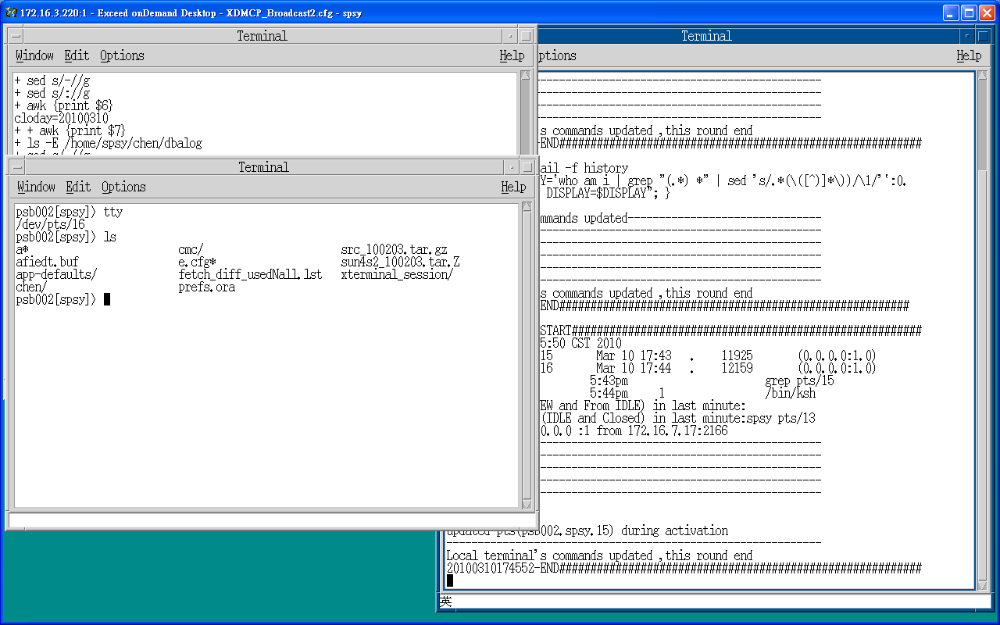 172.16.3.220:1 - Exceed onDemand Desktop - XDMCP_Broadcast2.cfg - spsy
Terminal
Window Edit Options Help
+ sed s/-//g
+ sed s/://g
+ awk {print $6}
cloday=20100310
+ + awk {print $7}
+ ls -E /home/spsy/chen/dbalog
Terminal
Window Edit Options Help
psb002[spsy]> tty
/dev/pts/16
psb002[spsy]> ls
a* cmc/ src_100203.tar.gz
afiedt.buf e.cfg* sun4s2_100203.tar.Z
app-defaults/ fetch_diff_usedNall.lst xterminal_session/
chen/ prefs.ora
psb002[spsy]>
Terminal
ptions Help
---------------------------------------------
---------------------------------------------
---------------------------------------------
---------------------------------------------
s commands updated ,this round end
END##########################################################
ail -f history
Y='who am i | grep "(.*) *" | sed 's/.*(\([^)]*\))/\1/'`:0.
DISPLAY=$DISPLAY"; }
mmands updated-------------------------------
---------------------------------------------
---------------------------------------------
---------------------------------------------
---------------------------------------------
---------------------------------------------
s commands updated ,this round end
END########################################################
START########################################################
5:50 CST 2010
15 Mar 10 17:43 . 11925 (0.0.0.0:1.0)
16 Mar 10 17:44 . 12159 (0.0.0.0:1.0)
5:43pm grep pts/15
5:44pm 1 /bin/ksh
EW and From IDLE) in last minute:
(IDLE and Closed) in last minute:spsy pts/13
0.0.0 :1 from 172.16.7.17:2166
---------------------------------------------
---------------------------------------------
---------------------------------------------
---------------------------------------------
---------------------------------------------
updated pts(psb002.spsy.15) during activation
------------------------------------------------------------
Local terminal's commands updated ,this round end
20100310174552-END##########################################################
英